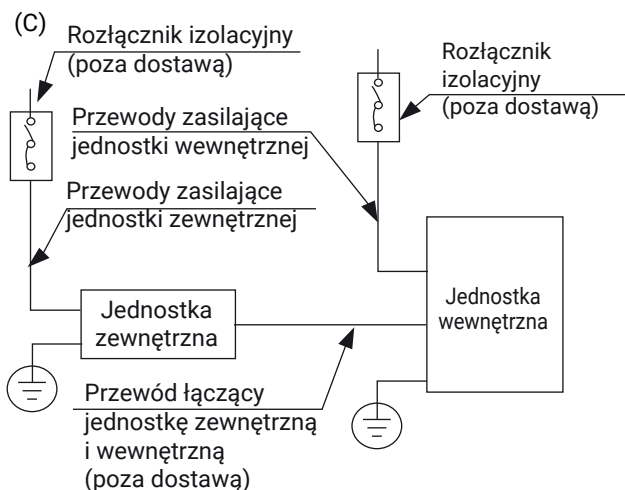 (C)
Rozłącznik izolacyjny
(poza dostawą)
Rozłącznik
izolacyjny
(poza dostawą)
Przewody zasilające
jednostki wewnętrznej
Przewody zasilające
jednostki zewnętrznej
Jednostka
zewnętrzna
Jednostka
wewnętrzna
Przewód łączący
jednostkę zewnętrzną
i wewnętrzną
(poza dostawą)